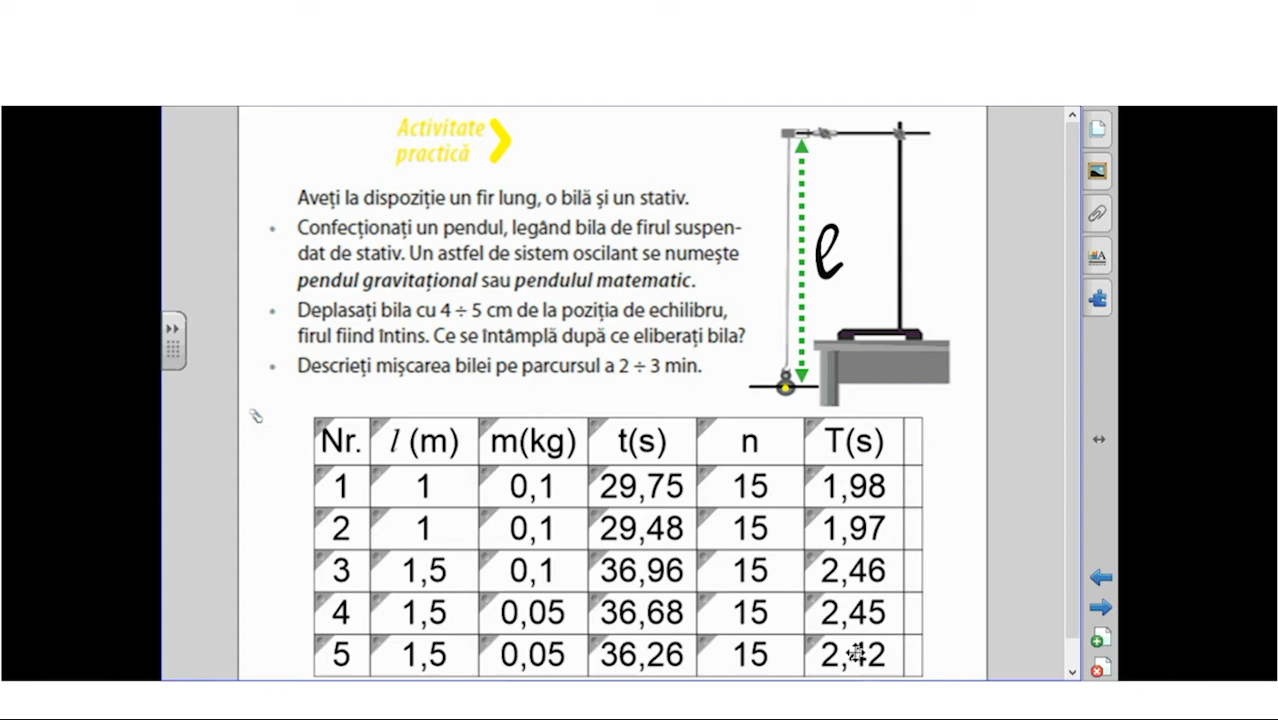 Activitate
practică
Aveți la dispoziție un fir lung, o bilă și un stativ.
• Confecționați un pendul, legând bila de firul suspen-
dat de stativ. Un astfel de sistem oscilant se numește
pendul gravitațional sau pendulul matematic.
• Deplasați bila cu 4 ÷ 5 cm de la poziția de echilibru,
firul fiind întins. Ce se întâmplă după ce eliberați bila?
• Descrieți mișcarea bilei pe parcursul a 2 ÷ 3 min.
ℓ
Nr. l (m) m(kg) t(s) n T(s)
1 1 0,1 29,75 15 1,98
2 1 0,1 29,48 15 1,97
3 1,5 0,1 36,96 15 2,46
4 1,5 0,05 36,68 15 2,45
5 1,5 0,05 36,26 15 2,42